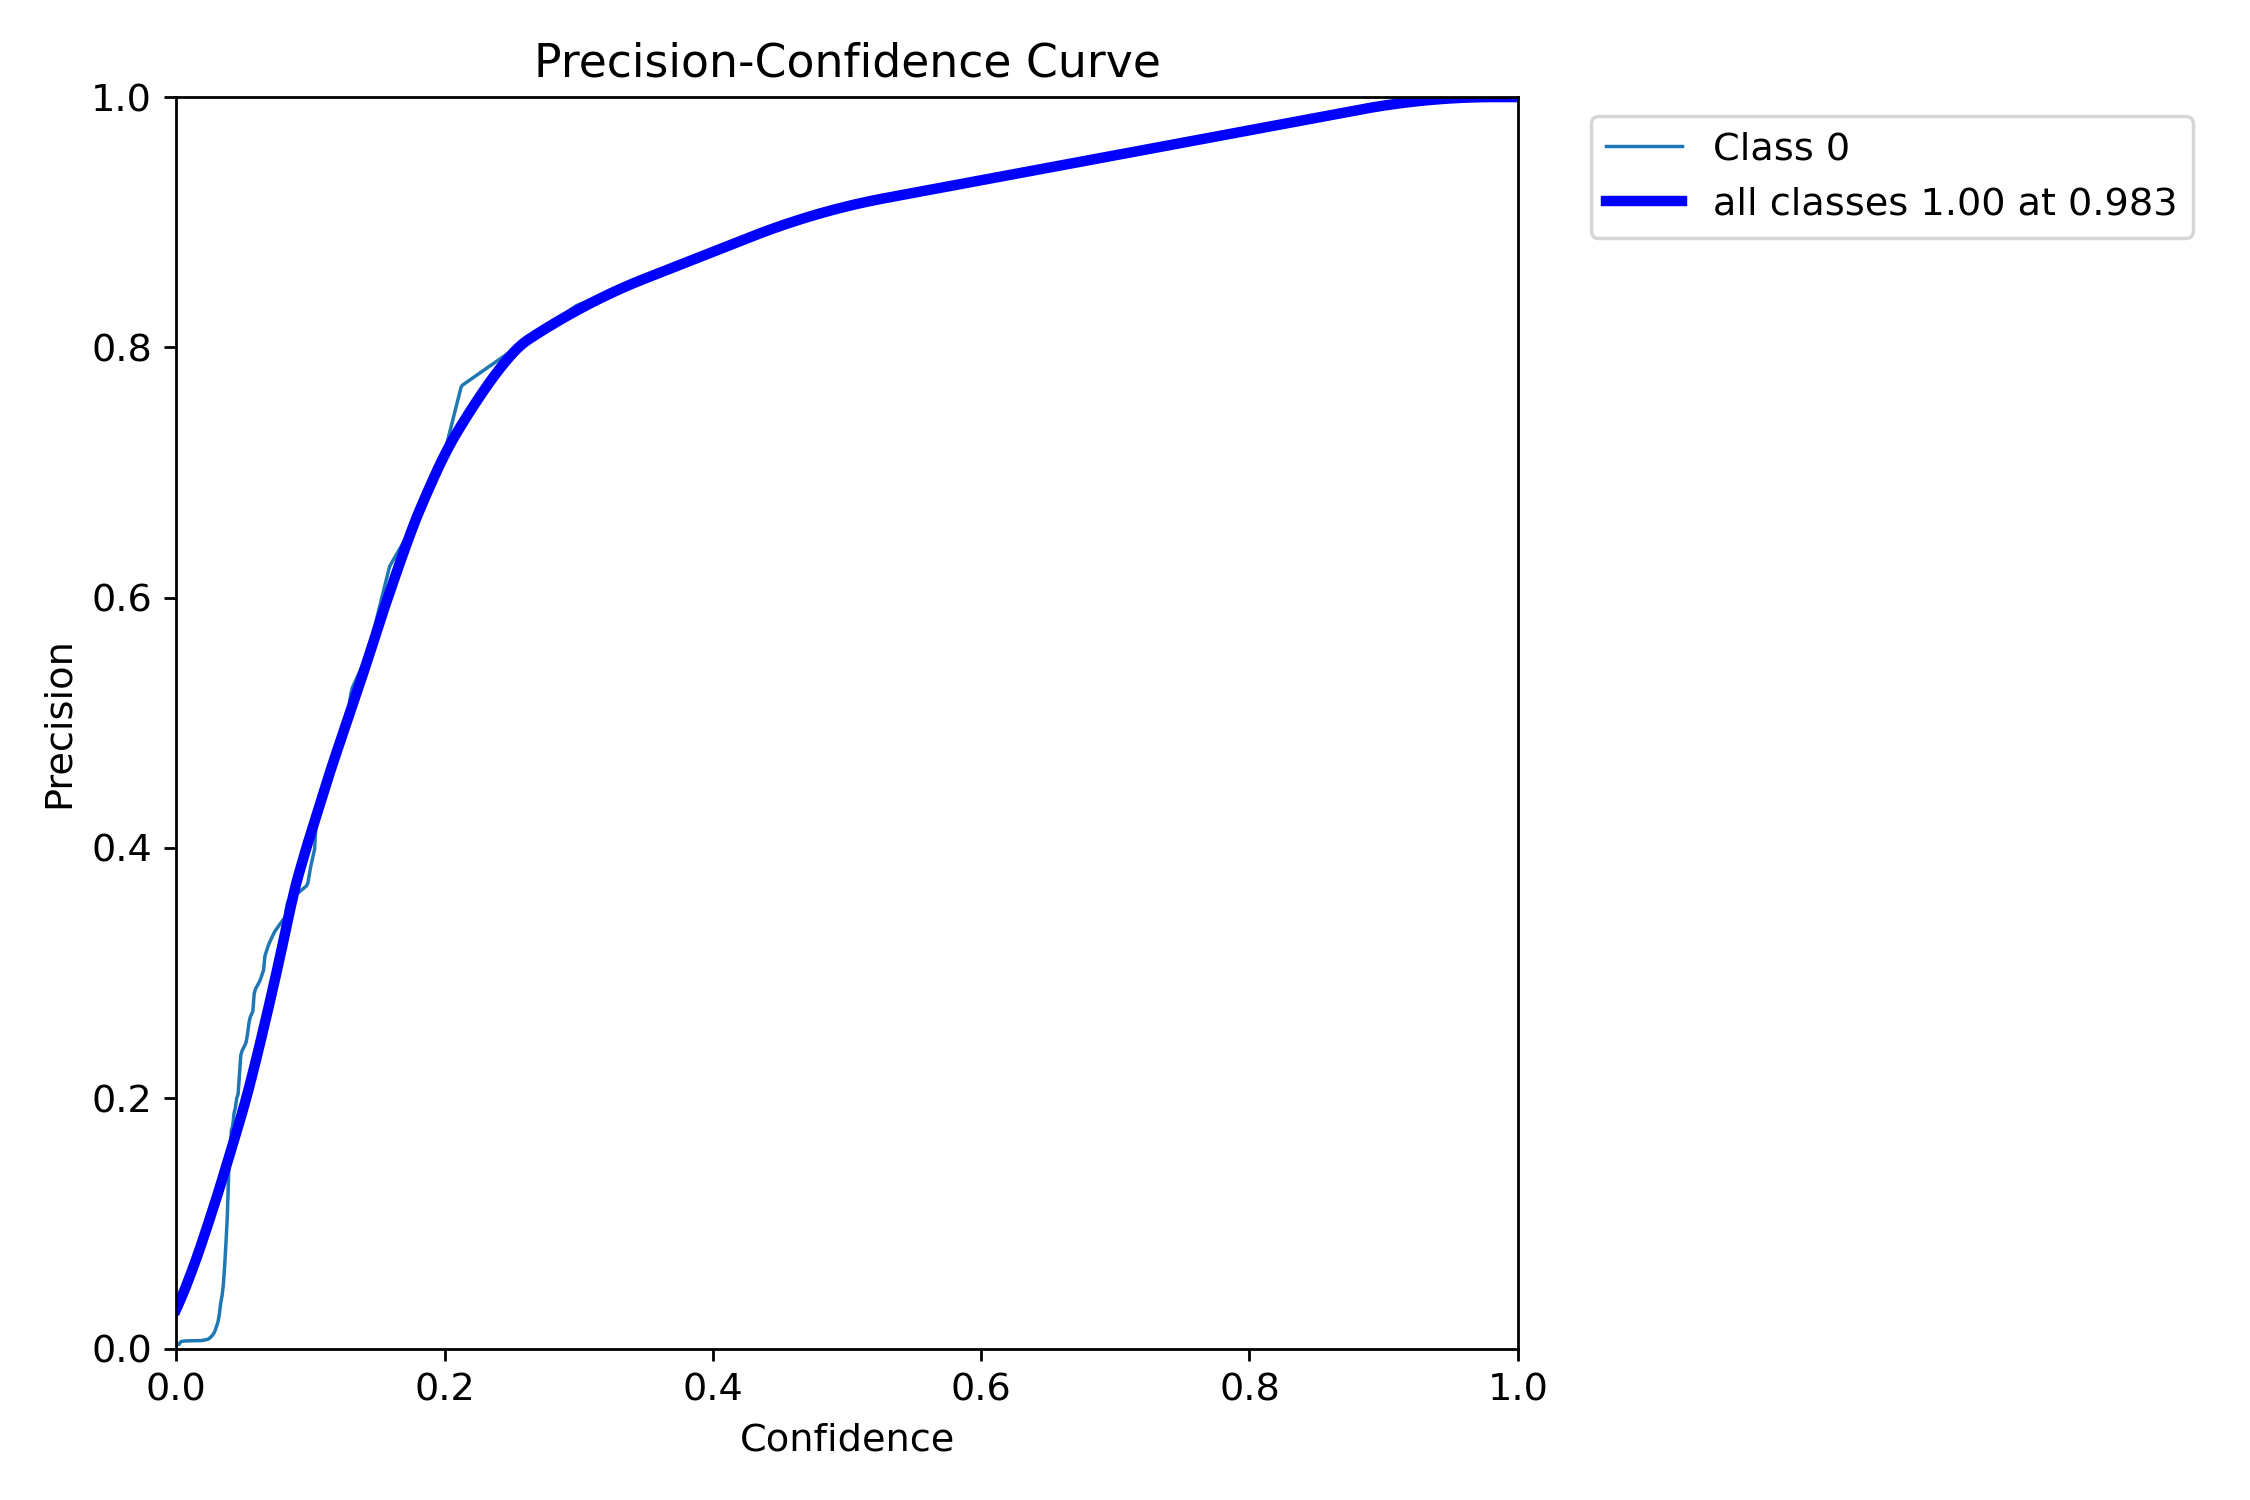 Precision-Confidence Curve
Class 0
all classes 1.00 at 0.983
1.0
0.8
0.6
0.4
0.2
0.0
Precision
0.0 0.2 0.4 0.6 0.8 1.0
Confidence